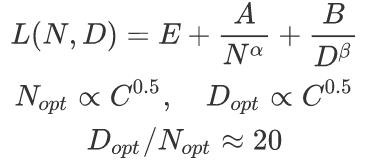 L(N, D) = E + A/N^α + B/D^β
N_opt ∝ C^0.5, D_opt ∝ C^0.5
D_opt/N_opt ≈ 20